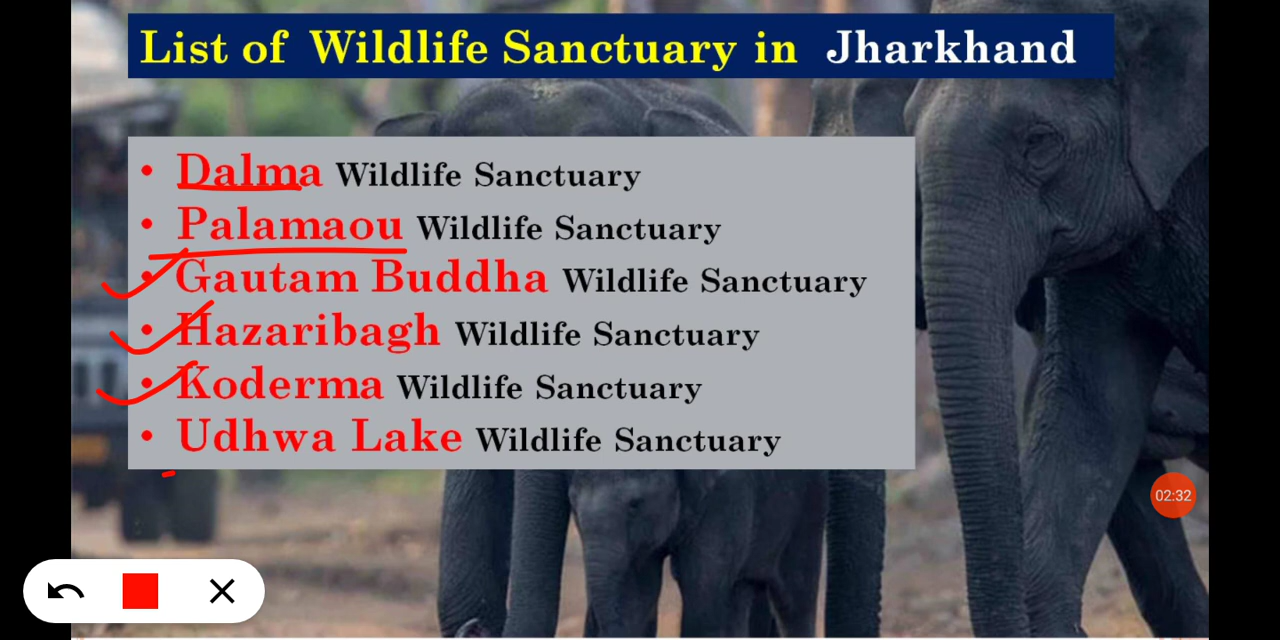 List of Wildlife Sanctuary in Jharkhand
• Dalma Wildlife Sanctuary
• Palamaou Wildlife Sanctuary
• Gautam Buddha Wildlife Sanctuary
• Hazaribagh Wildlife Sanctuary
• Koderma Wildlife Sanctuary
• Udhwa Lake Wildlife Sanctuary
02:32